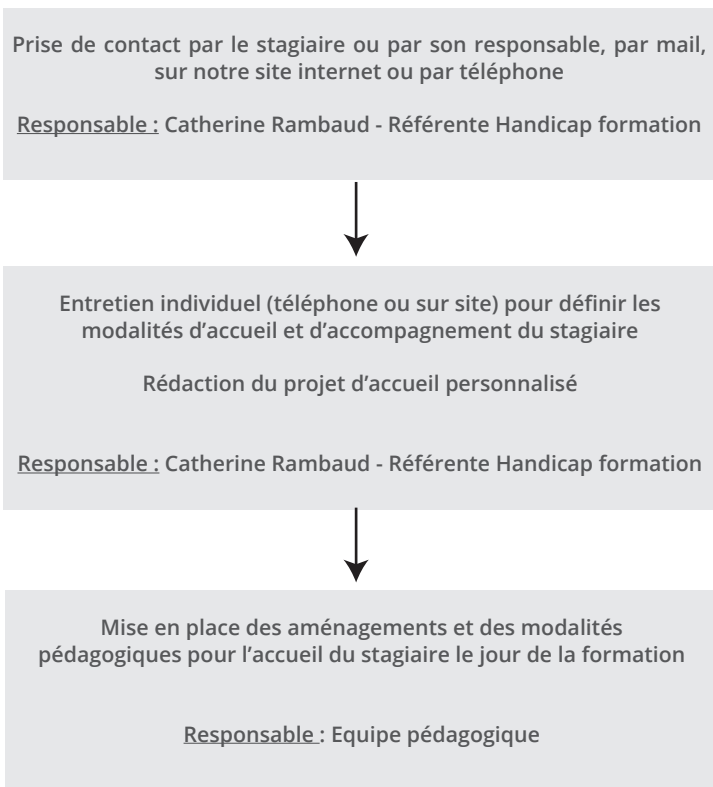 Prise de contact par le stagiaire ou par son responsable, par mail,
sur notre site internet ou par téléphone
Responsable : Catherine Rambaud - Référente Handicap formation
Entretien individuel (téléphone ou sur site) pour définir les
modalités d’accueil et d’accompagnement du stagiaire
Rédaction du projet d’accueil personnalisé
Responsable : Catherine Rambaud - Référente Handicap formation
Mise en place des aménagements et des modalités
pédagogiques pour l’accueil du stagiaire le jour de la formation
Responsable : Equipe pédagogique